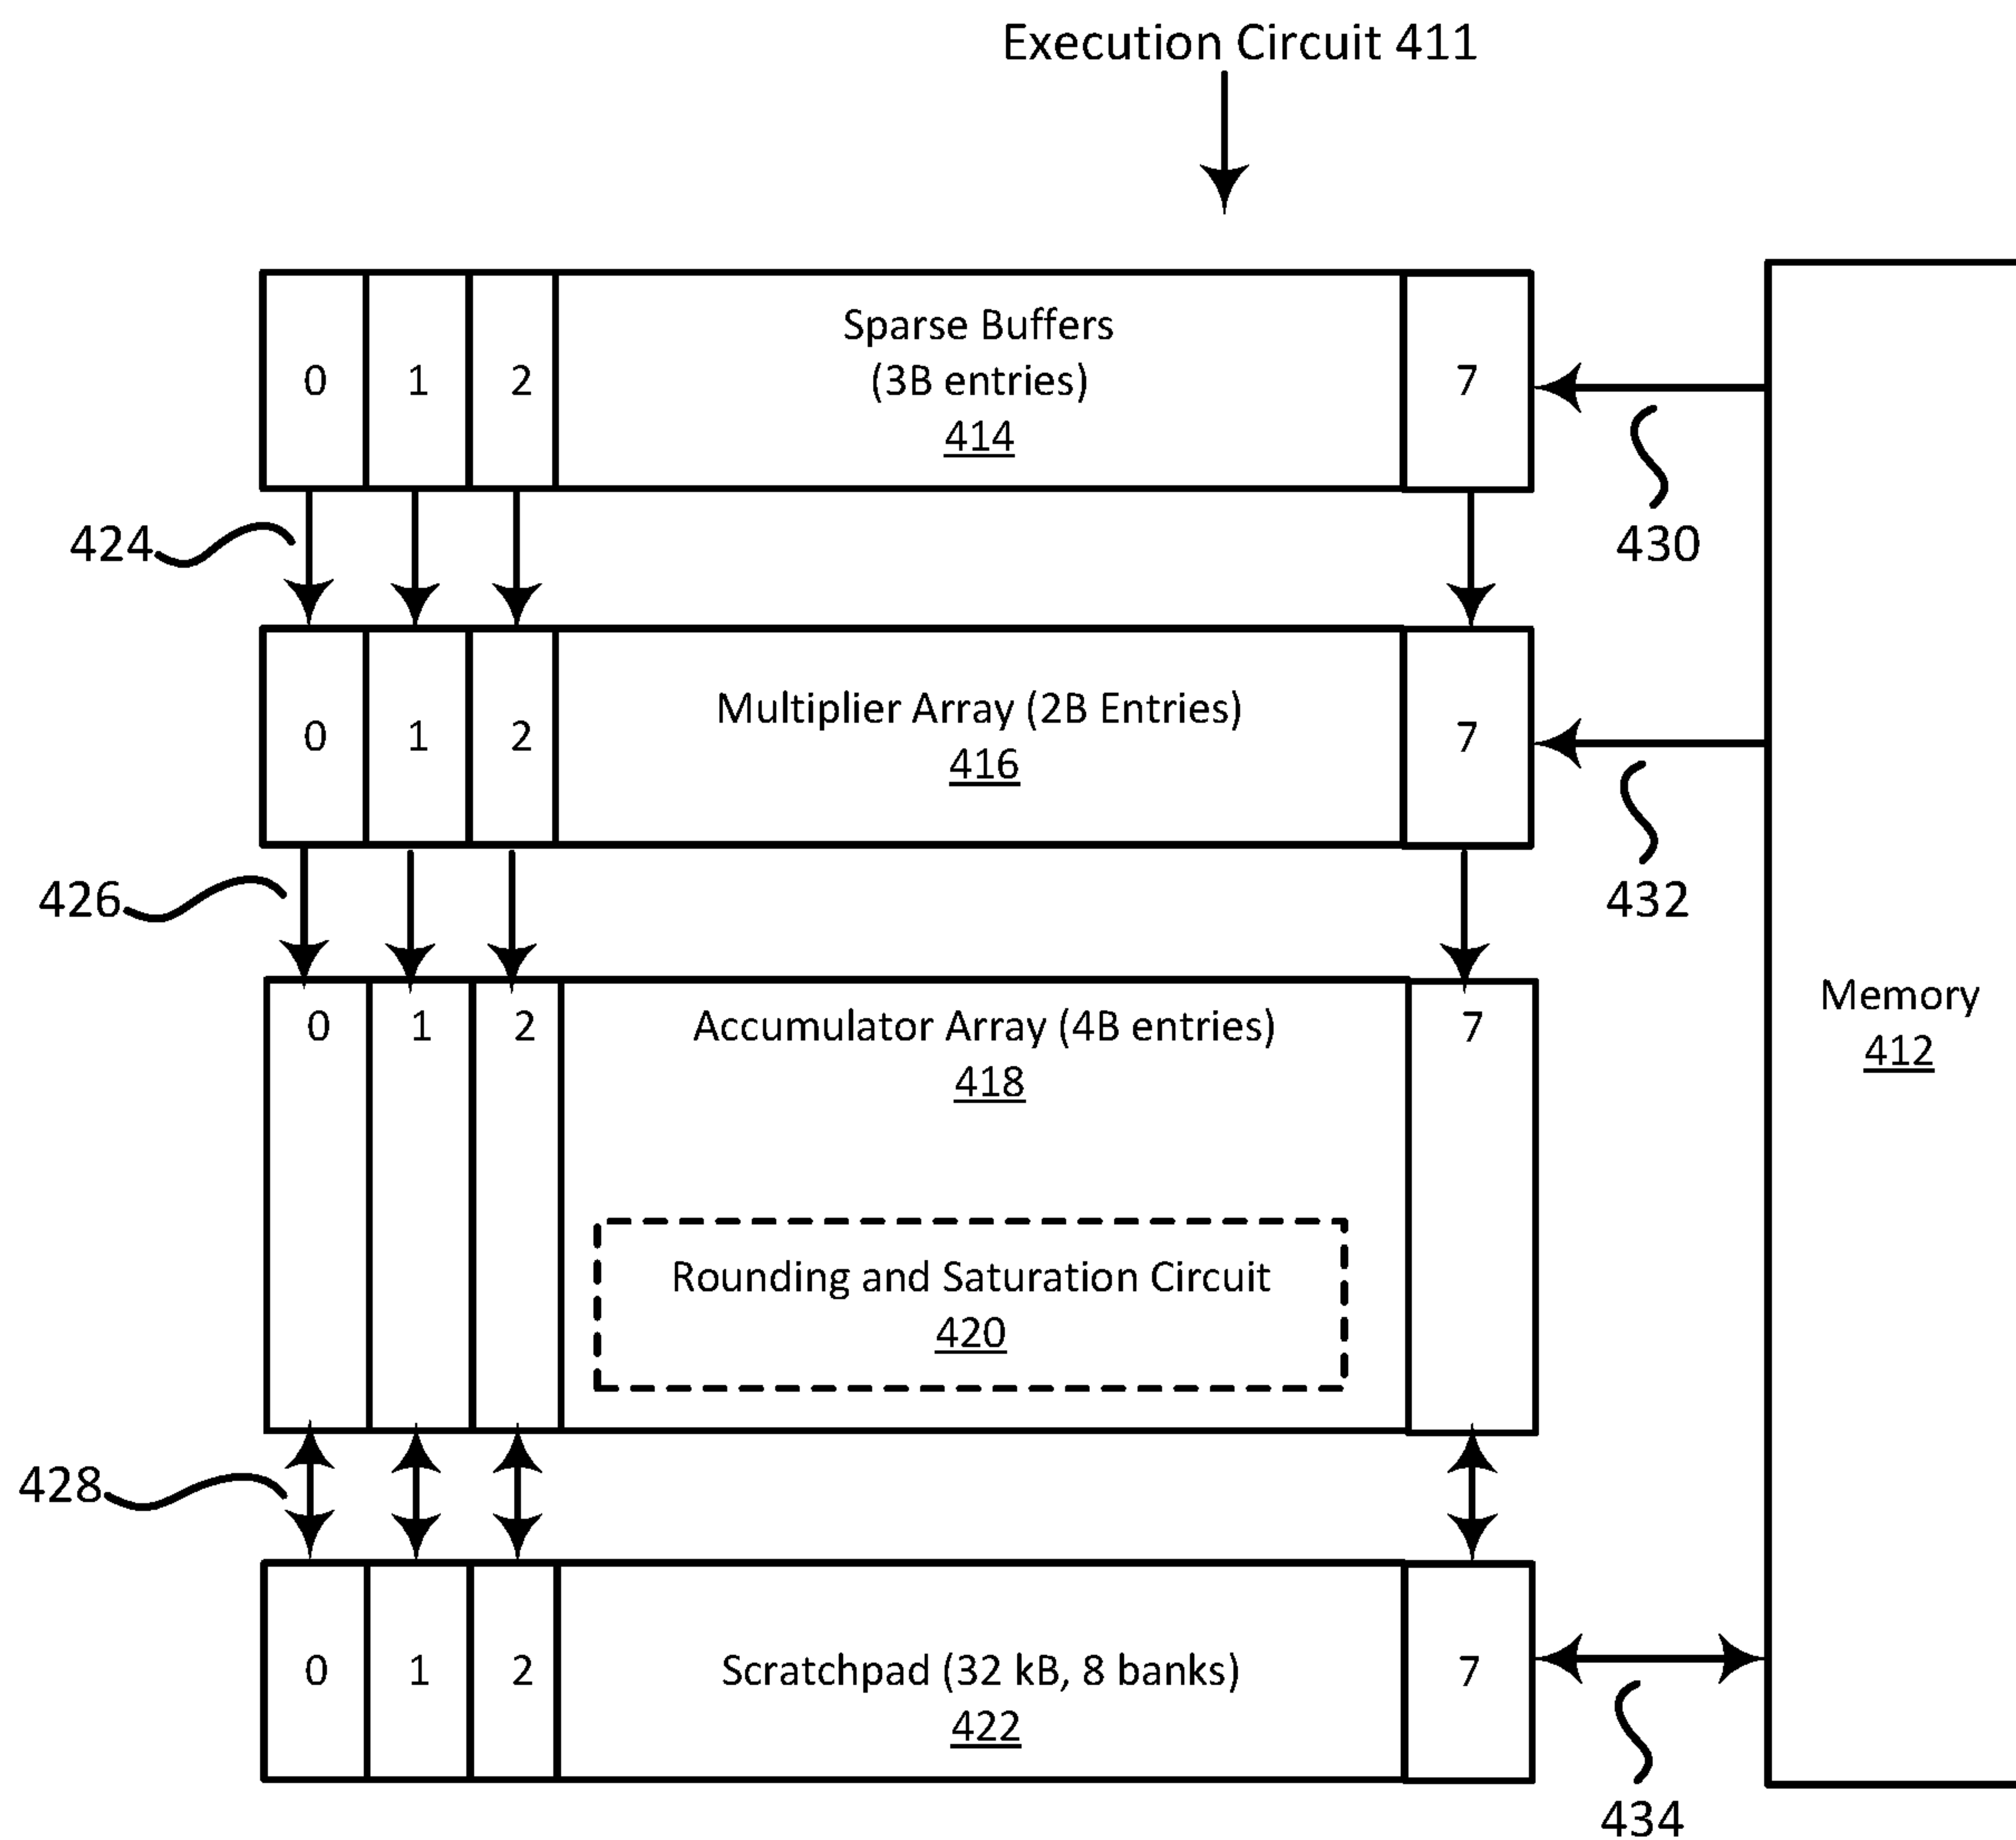 Execution Circuit 411
Sparse Buffers
(3B entries)
414
0 1 2 7
424
430
Multiplier Array (2B Entries)
416
0 1 2 7
426
432
Accumulator Array (4B entries)
418
0 1 2 7
Memory
412
Rounding and Saturation Circuit
420
428
Scratchpad (32 kB, 8 banks)
422
0 1 2 7
434